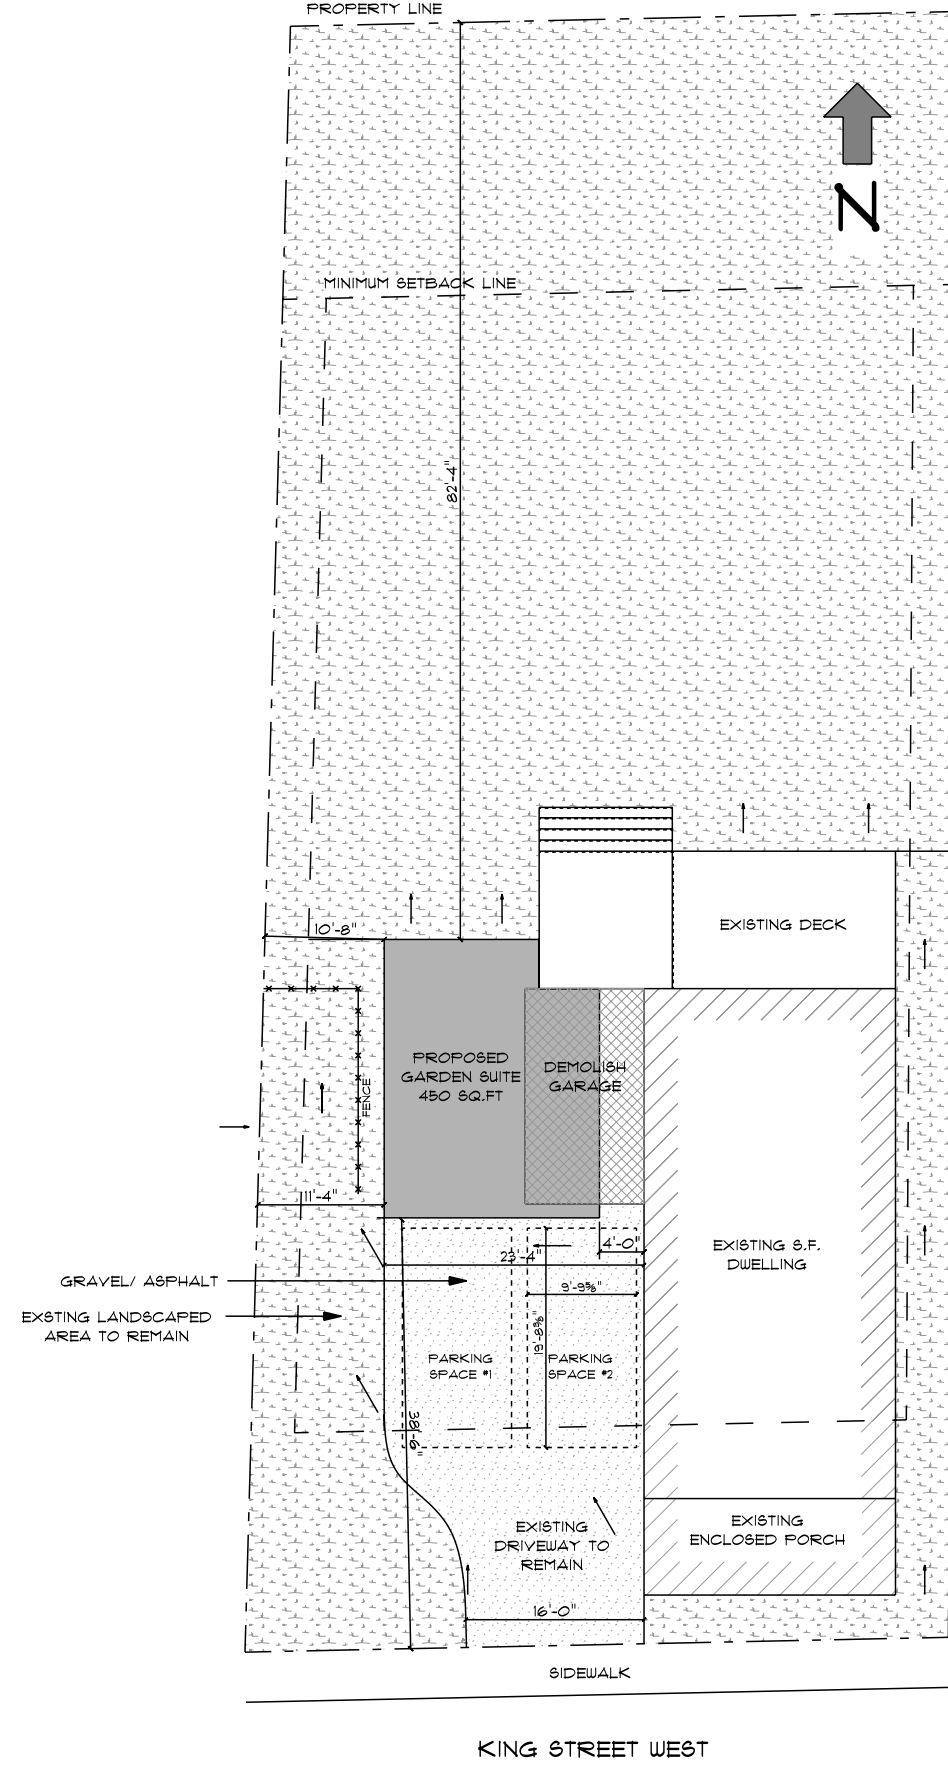 PROPERTY LINE
N
MINIMUM SETBACK LINE
82'-4"
EXISTING DECK
10'-8"
PROPOSED
GARDEN SUITE
450 SQ.FT
DEMOLISH
GARAGE
FENCE
11'-4"
4'-0"
23'-4"
EXISTING S.F.
DWELLING
GRAVEL/ ASPHALT
9'-9⅝"
EXSTING LANDSCAPED
AREA TO REMAIN
19'-8⅝"
PARKING
SPACE #1
PARKING
SPACE #2
38'-6"
EXISTING
DRIVEWAY TO
REMAIN
EXISTING
ENCLOSED PORCH
16'-0"
SIDEWALK
KING STREET WEST